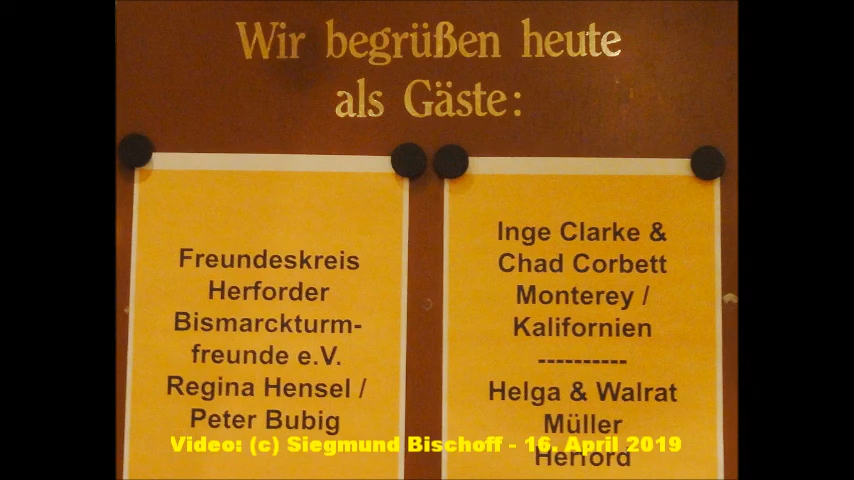 Wir begrüßen heute
als Gäste:
Freundeskreis
Herforder
Bismarckturm-
freunde e.V.
Regina Hensel /
Peter Bubig
Inge Clarke &
Chad Corbett
Monterey /
Kalifornien
----------
Helga & Walrat
Müller
Herford
Video: (c) Siegmund Bischoff - 16. April 2019